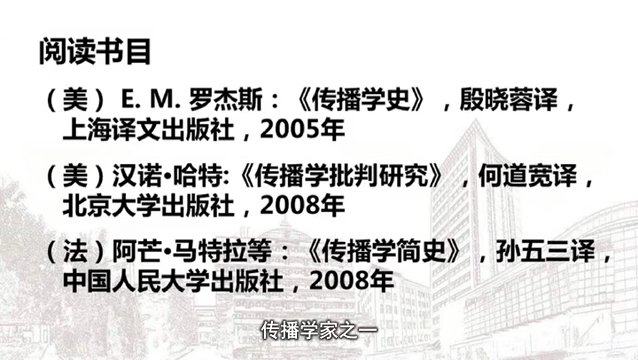 阅读书目
（美） E. M. 罗杰斯：《传播学史》，殷晓蓉译，
上海译文出版社，2005年
（美）汉诺•哈特:《传播学批判研究》，何道宽译，
北京大学出版社，2008年
（法）阿芒•马特拉等：《传播学简史》，孙五三译，
中国人民大学出版社，2008年
传播学家之一